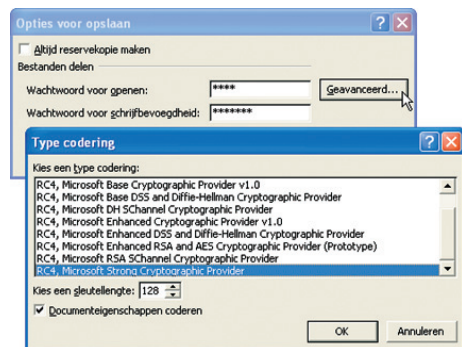 Opties voor opslaan
Altijd reservekopie maken
Bestanden delen
Wachtwoord voor openen: ****
Geavanceerd...
Wachtwoord voor schrijfbevoegdheid: *******
Type codering
Kies een type codering:
RC4, Microsoft Base Cryptographic Provider v1.0
RC4, Microsoft Base DSS and Diffie-Hellman Cryptographic Provider
RC4, Microsoft DH SChannel Cryptographic Provider
RC4, Microsoft Enhanced Cryptographic Provider v1.0
RC4, Microsoft Enhanced DSS and Diffie-Hellman Cryptographic Provider
RC4, Microsoft Enhanced RSA and AES Cryptographic Provider (Prototype)
RC4, Microsoft RSA SChannel Cryptographic Provider
RC4, Microsoft Strong Cryptographic Provider
Kies een sleutellengte: 128
Documenteigenschappen coderen
OK Annuleren